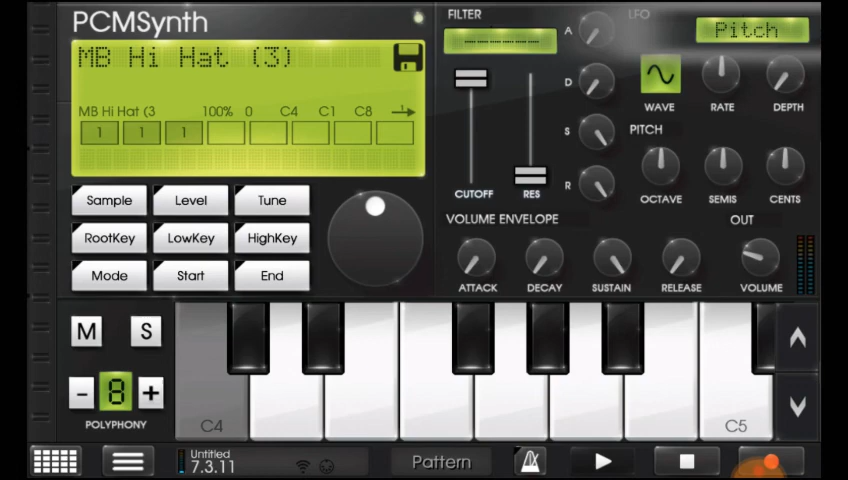 PCMSynth
MB Hi Hat (3)
MB Hi Hat (3 100% 0 C4 C1 C8
1 1 1
Sample Level Tune
RootKey LowKey HighKey
Mode Start End
FILTER
A
D
S
R
CUTOFF RES
LFO
Pitch
WAVE RATE DEPTH
PITCH
OCTAVE SEMIS CENTS
VOLUME ENVELOPE
OUT
ATTACK DECAY SUSTAIN RELEASE VOLUME
M S
- 8 +
POLYPHONY
C4 C5
Untitled
7.3.11
Pattern